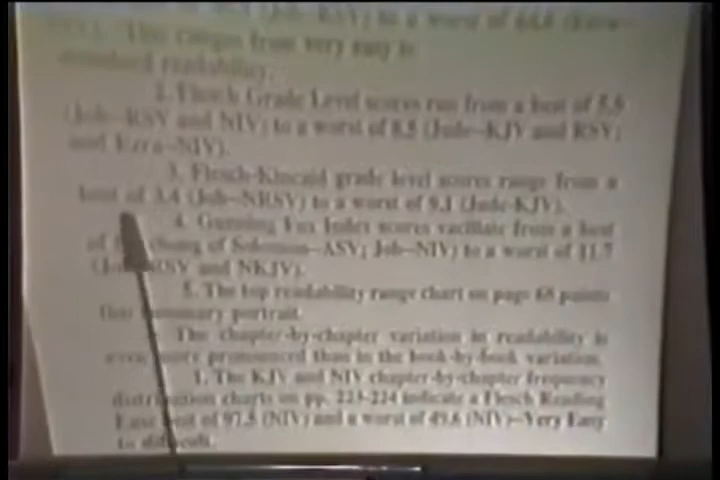 to a worst of
This ranges from very easy to
standard readability.
2. Flesch Grade Level scores run from a best of 5.5
(Job--RSV and NIV) to a worst of 8.5 (Jude--KJV and RSV;
and Ezra--NIV).
3. Flesch-Kincaid grade level scores range from a
best of 3.4 (Job--NRSV) to a worst of 9.1 (Jude-KJV).
4. Gunning Fox Index scores vacillate from a best
of (Song of Solomon--ASV; Job--NIV) to a worst of 11.7
and NKJV).
5. The top readability range chart on page 68 paints
this summary portrait.
The chapter-by-chapter variation in readability is
even more pronounced than in the book-by-book variation.
1. The KJV and NIV chapter-by-chapter frequency
distribution charts on pp. 223-224 indicate a Flesch Reading
Ease best of 97.5 (NIV) and a worst of 49.6 (NIV)--Very Easy
to difficult.